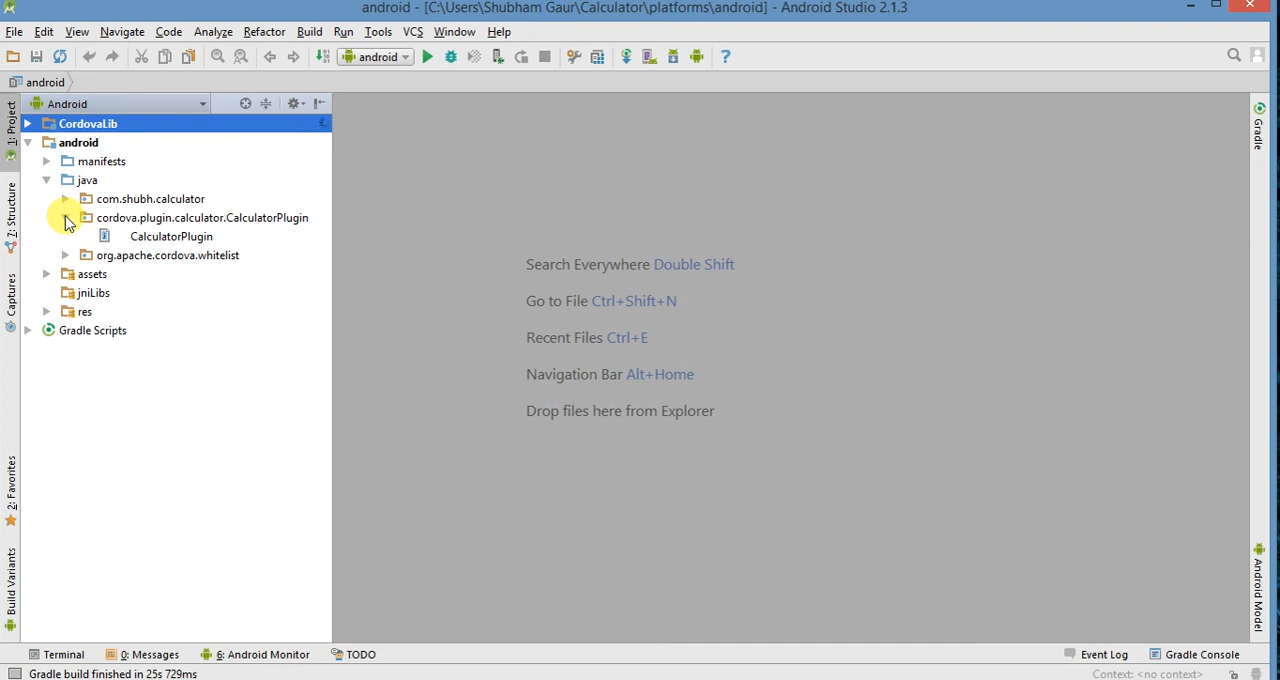 android - [C:\Users\Shubham Gaur\Calculator\platforms\android] - Android Studio 2.1.3
File Edit View Navigate Code Analyze Refactor Build Run Tools VCS Window Help
android
android
Android
1: Project
CordovaLib
android
manifests
java
com.shubh.calculator
cordova.plugin.calculator.CalculatorPlugin
CalculatorPlugin
org.apache.cordova.whitelist
assets
jniLibs
res
Gradle Scripts
7: Structure
Captures
2: Favorites
Build Variants
Search Everywhere Double Shift
Go to File Ctrl+Shift+N
Recent Files Ctrl+E
Navigation Bar Alt+Home
Drop files here from Explorer
Gradle
Android Model
Terminal 0: Messages 6: Android Monitor TODO Event Log Gradle Console
Gradle build finished in 25s 729ms Context: <no context>